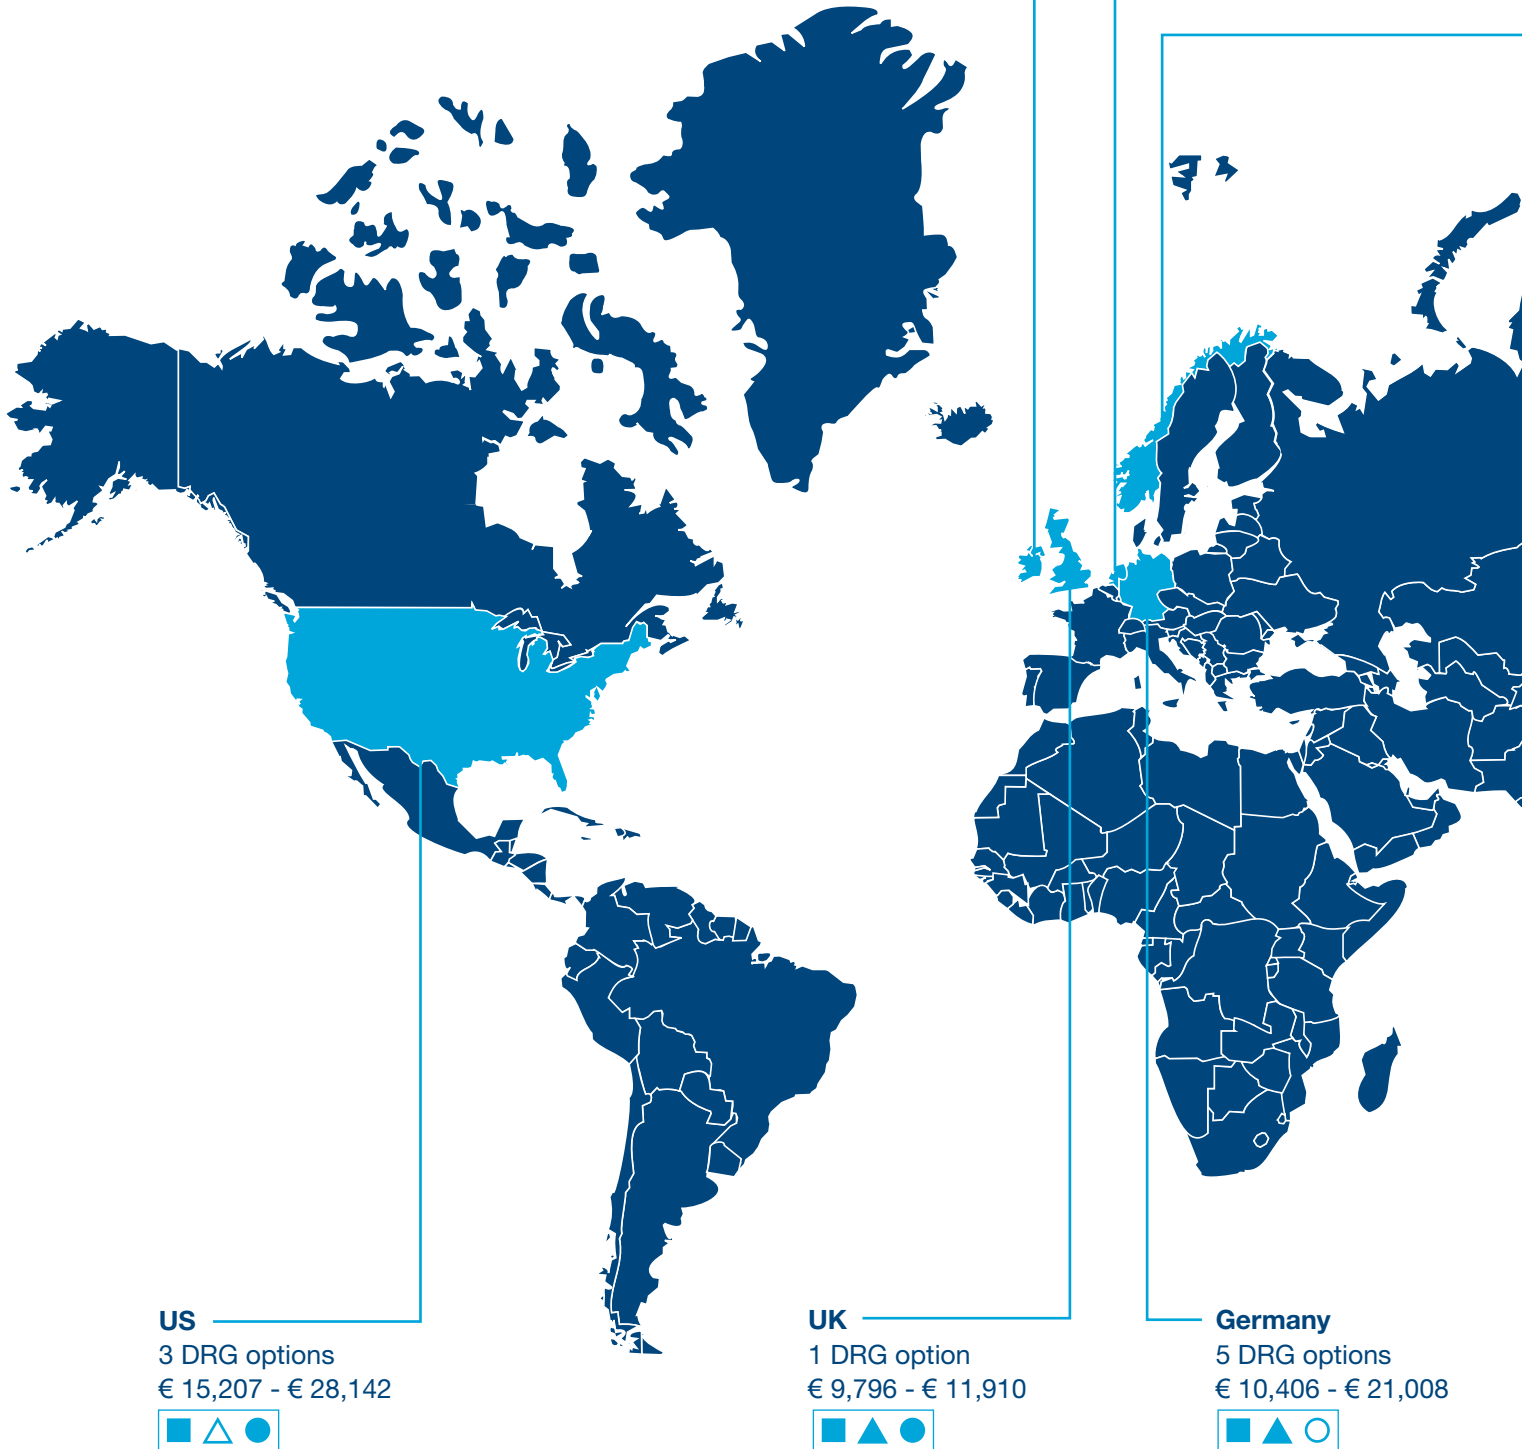 US
3 DRG options
€ 15,207 - € 28,142
UK
1 DRG option
€ 9,796 - € 11,910
Germany
5 DRG options
€ 10,406 - € 21,008